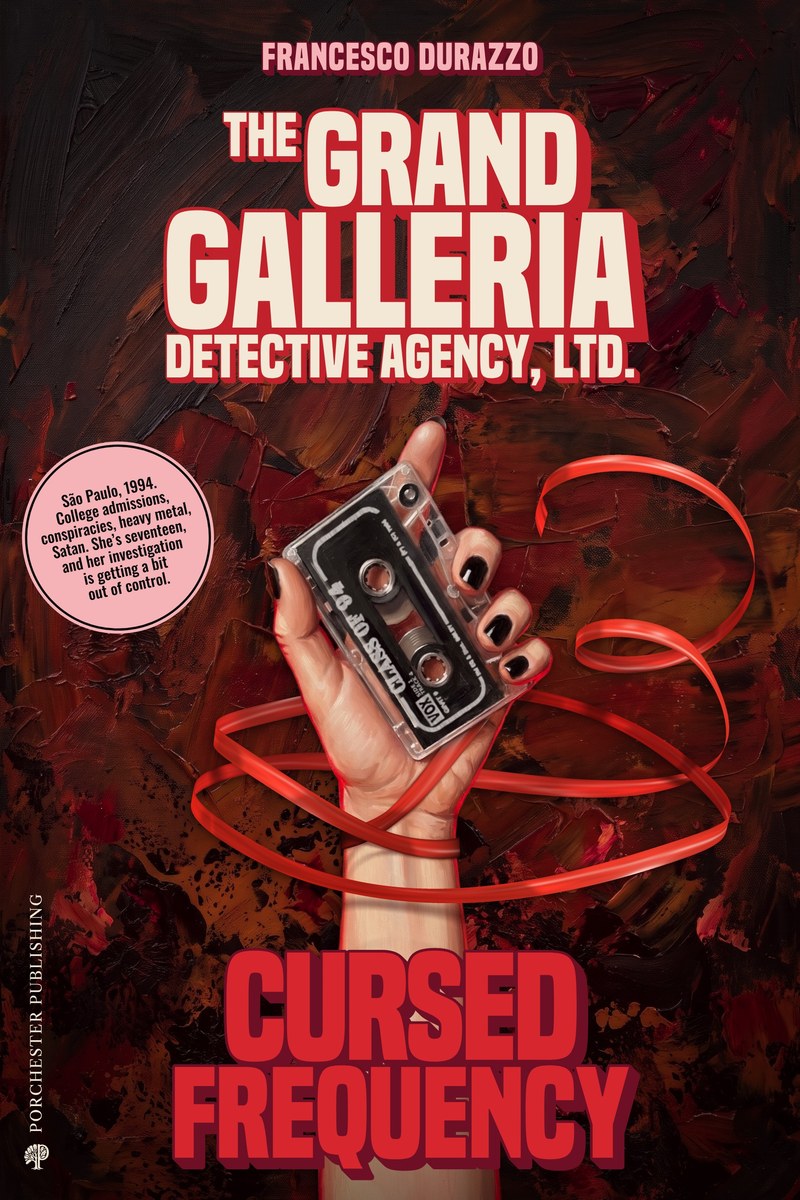 FRANCESCO DURAZZO
THE GRAND
GALLERIA
DETECTIVE AGENCY, LTD.
São Paulo, 1994.
College admissions,
conspiracies, heavy metal,
Satan. She's seventeen,
and her investigation
is getting a bit
out of control.
CLASS OF 94
VOX
CURSED
FREQUENCY
PORCHESTER PUBLISHING